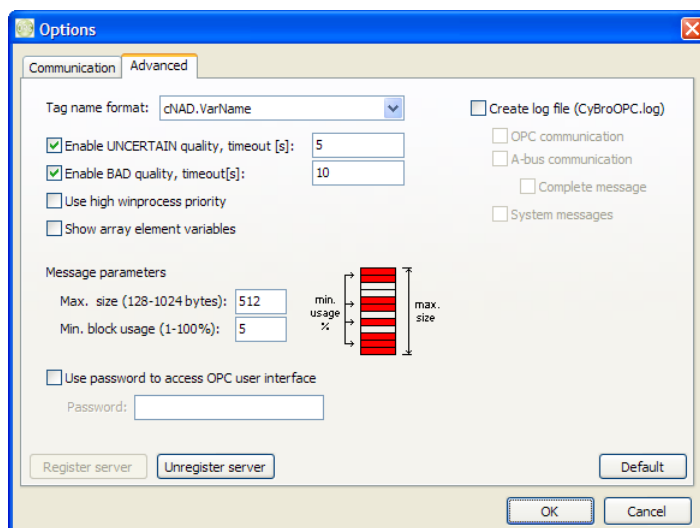 Options
Communication
Advanced
Tag name format: cNAD.VarName
Enable UNCERTAIN quality, timeout [s]: 5
Enable BAD quality, timeout[s]: 10
Use high winprocess priority
Show array element variables
Create log file (CyBroOPC.log)
OPC communication
A-bus communication
Complete message
System messages
Message parameters
Max. size (128-1024 bytes): 512
Min. block usage (1-100%): 5
min.
usage
%
max.
size
Use password to access OPC user interface
Password:
Register server
Unregister server
Default
OK
Cancel